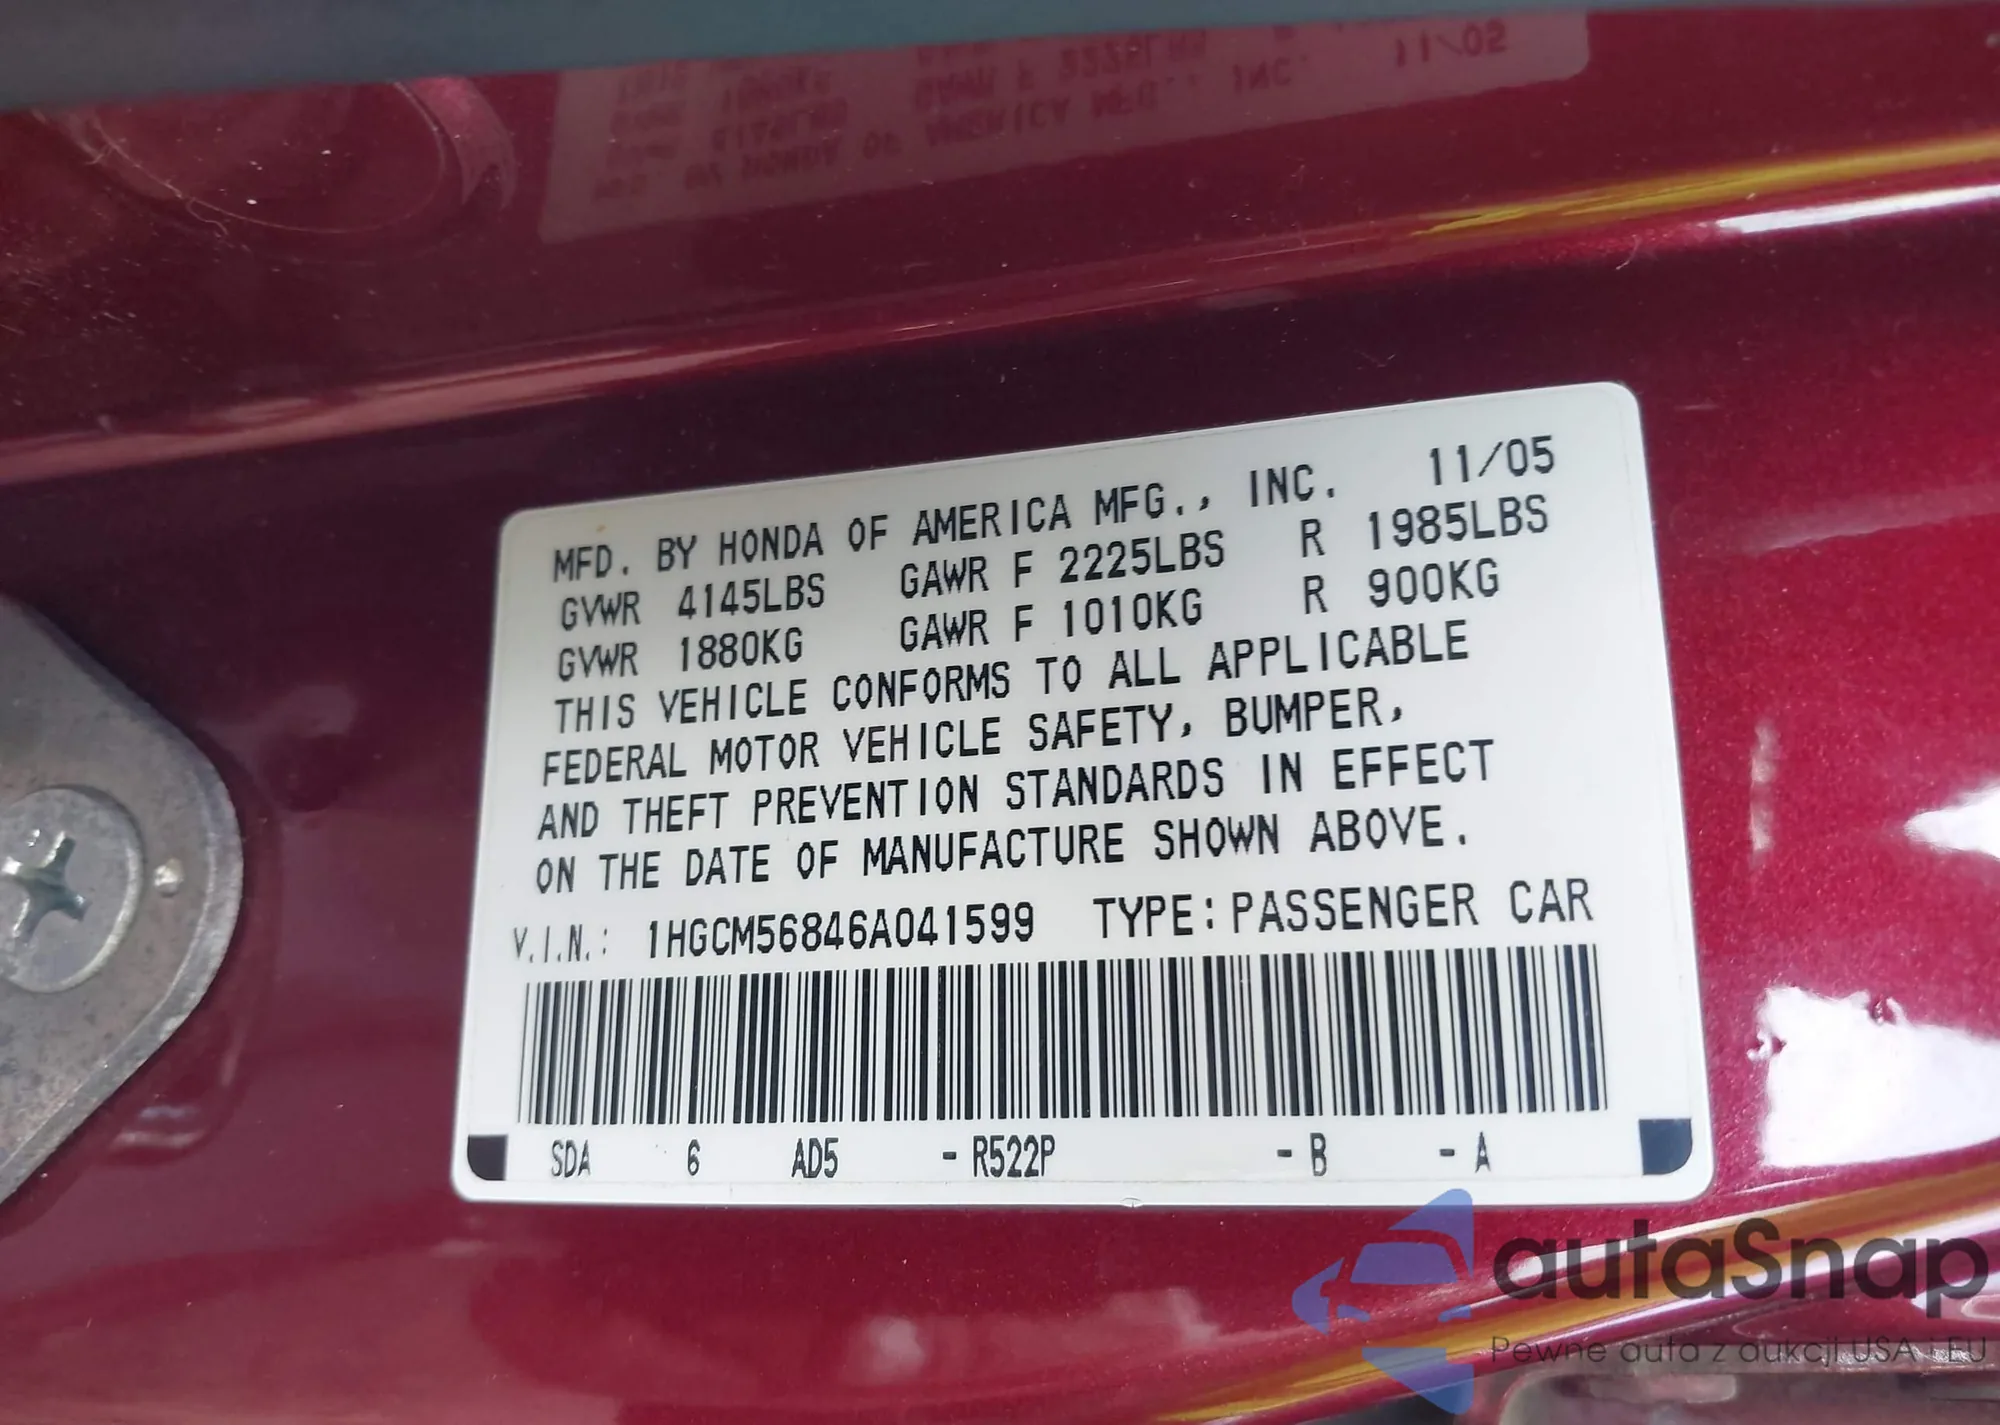 MFD. BY HONDA OF AMERICA MFG., INC. 11/05
GVWR 4145LBS GAWR F 2225LBS R 1985LBS
GVWR 1880KG GAWR F 1010KG R 900KG
THIS VEHICLE CONFORMS TO ALL APPLICABLE
FEDERAL MOTOR VEHICLE SAFETY, BUMPER,
AND THEFT PREVENTION STANDARDS IN EFFECT
ON THE DATE OF MANUFACTURE SHOWN ABOVE.
V.I.N.: 1HGCM56846A041599 TYPE: PASSENGER CAR
SDA 6 AD5 - R522P - B - A
autaSnap
Pewne auta z aukcji USA i EU